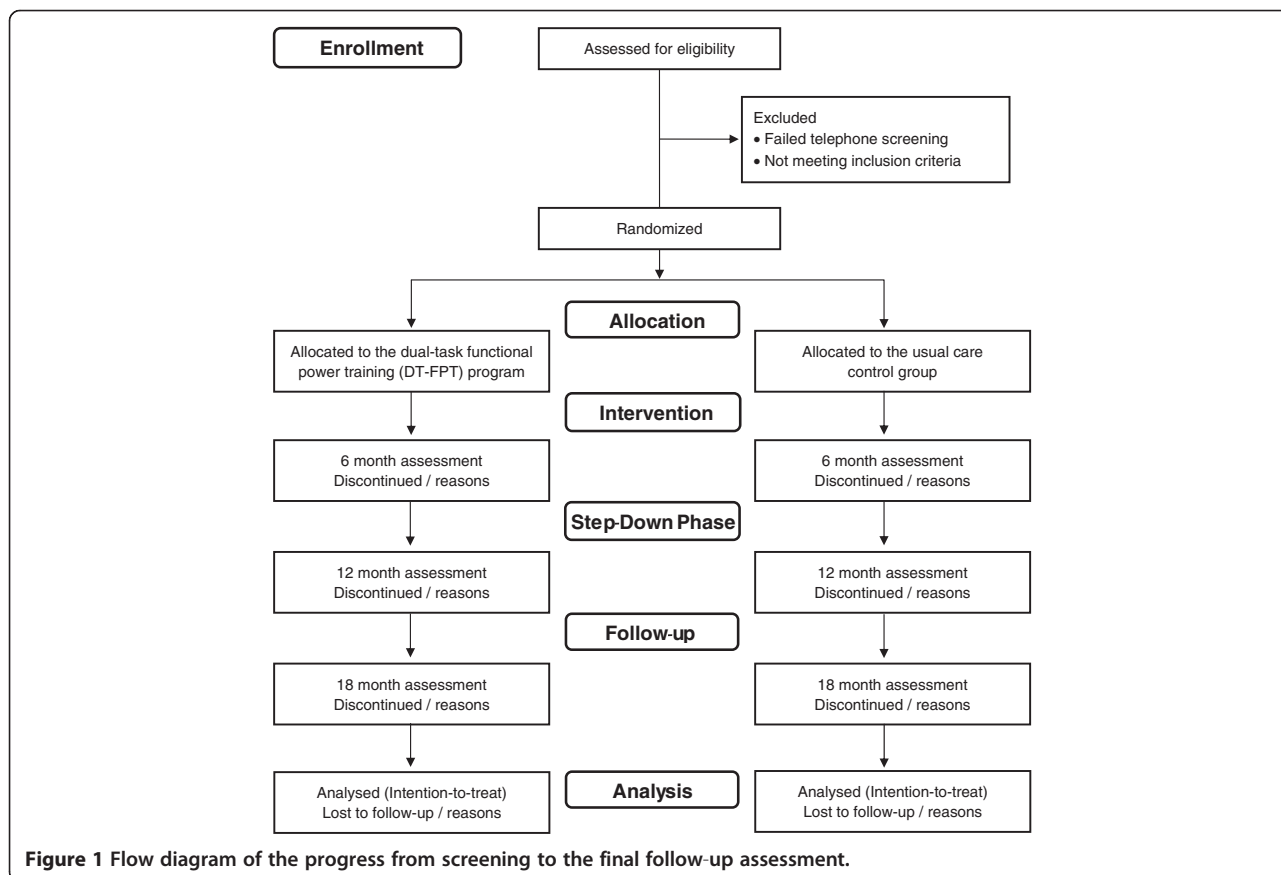 Enrollment
Assessed for eligibility
Excluded
• Failed telephone screening
• Not meeting inclusion criteria
Randomized
Allocation
Allocated to the dual-task functional
power training (DT-FPT) program
Allocated to the usual care
control group
Intervention
6 month assessment
Discontinued / reasons
6 month assessment
Discontinued / reasons
Step-Down Phase
12 month assessment
Discontinued / reasons
12 month assessment
Discontinued / reasons
Follow-up
18 month assessment
Discontinued / reasons
18 month assessment
Discontinued / reasons
Analysed (Intention-to-treat)
Lost to follow-up / reasons
Analysis
Analysed (Intention-to-treat)
Lost to follow-up / reasons
Figure 1 Flow diagram of the progress from screening to the final follow-up assessment.